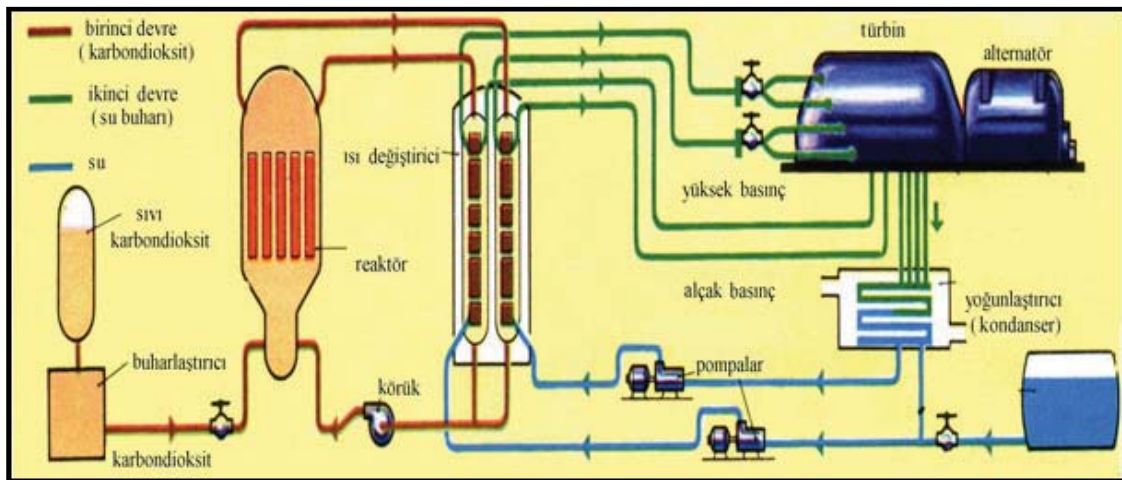 birinci devre
(karbondioksit)
ikinci devre
(su buharı)
su
sıvı
karbondioksit
buharlaştırıcı
karbondioksit
reaktör
körük
ısı değiştirici
türbin
alternatör
yüksek basınç
alçak basınç
yoğunlaştırıcı
(kondanser)
pompalar